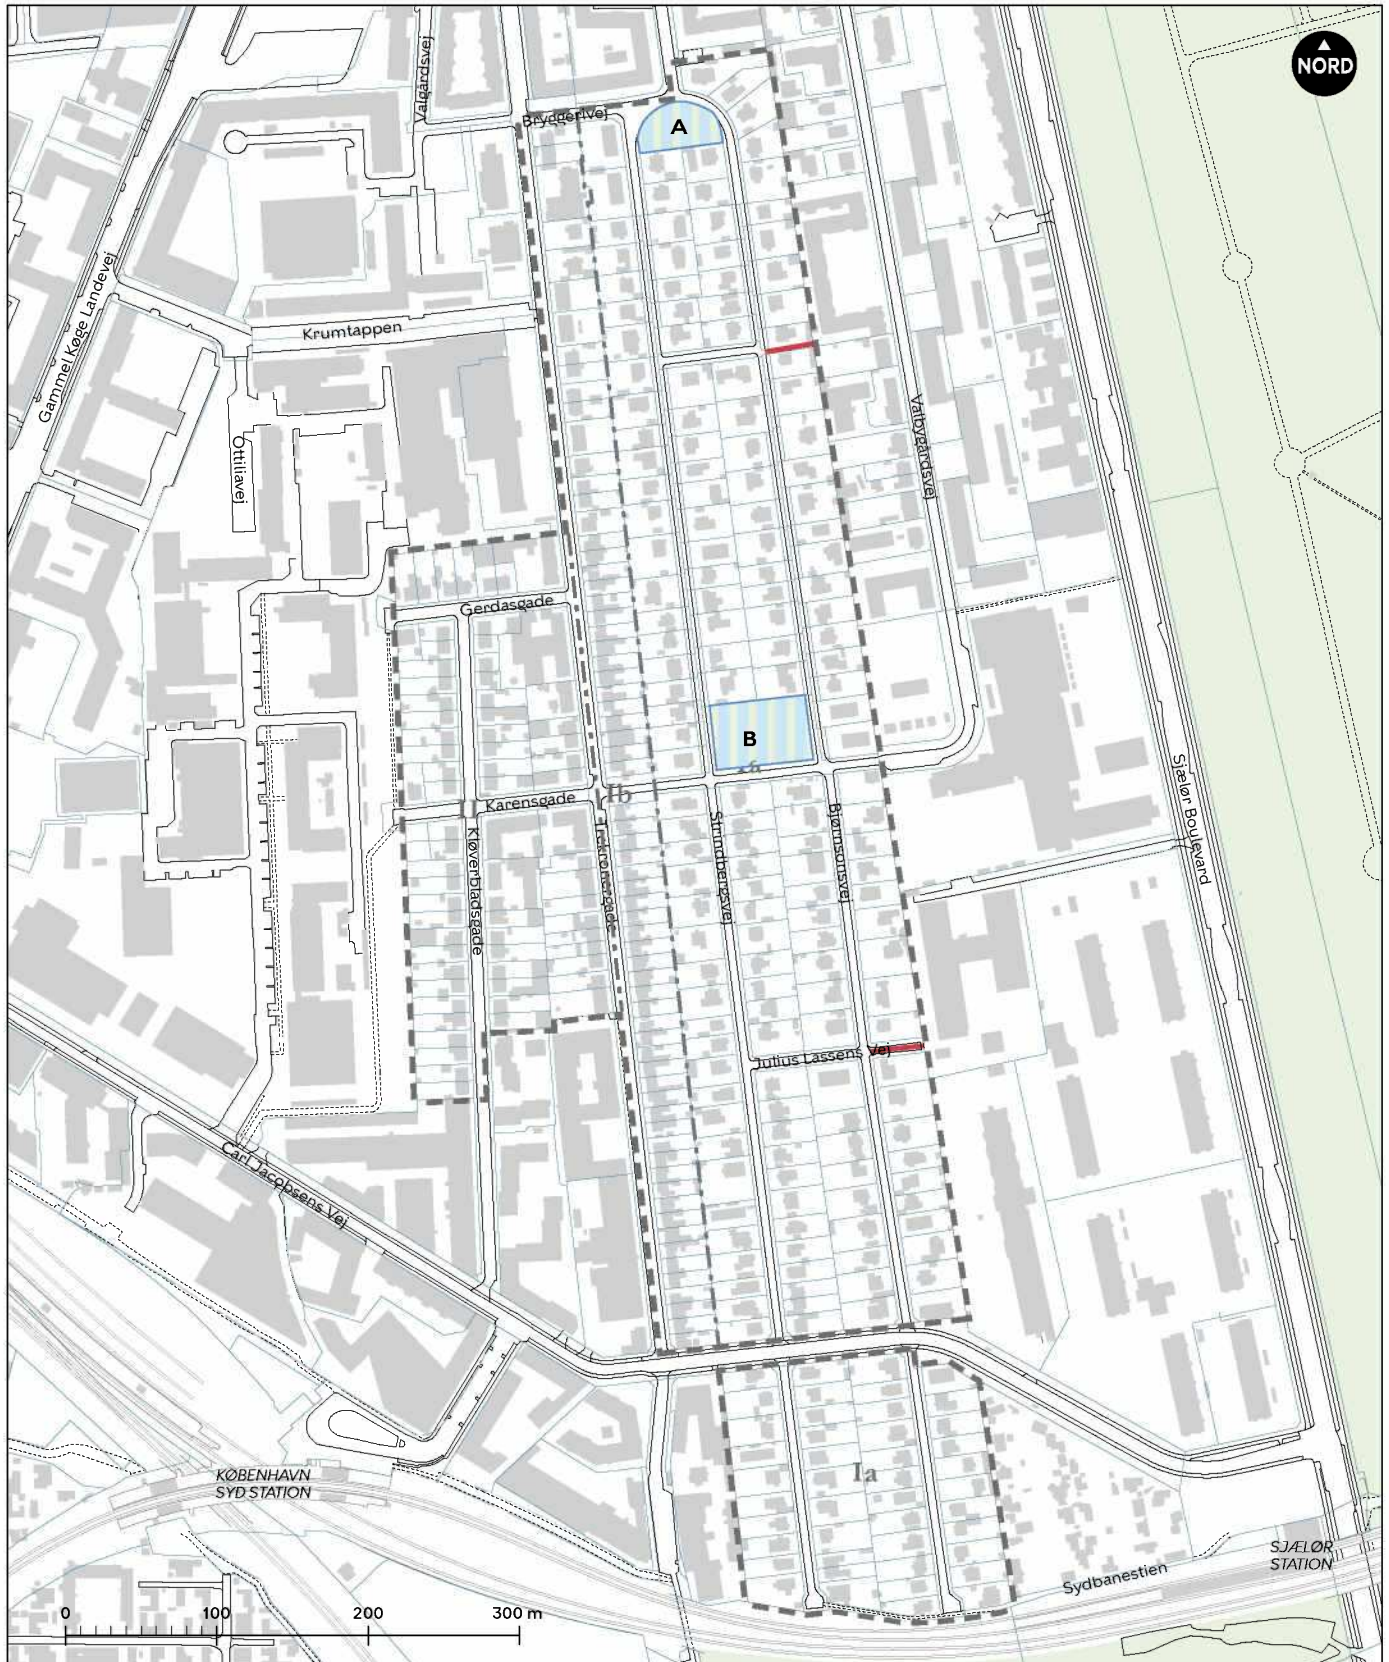 NORD
Valgårdsvej
Bryggerivej
A
Gammel Køge Landevej
Krumtappen
Ottiliavej
Valbygårdsvej
Gerdasgade
B
Ib
II
Karensgade
Trekronergade
Kløverbladsgade
Strindbergsvej
Bjørnsonsvej
Sjælør Boulevard
Julius Lassens Vej
Carl Jacobsens Vej
Ia
KØBENHAVN
SYD STATION
SJÆLØR
STATION
Sydbanestien
0 100 200 300 m